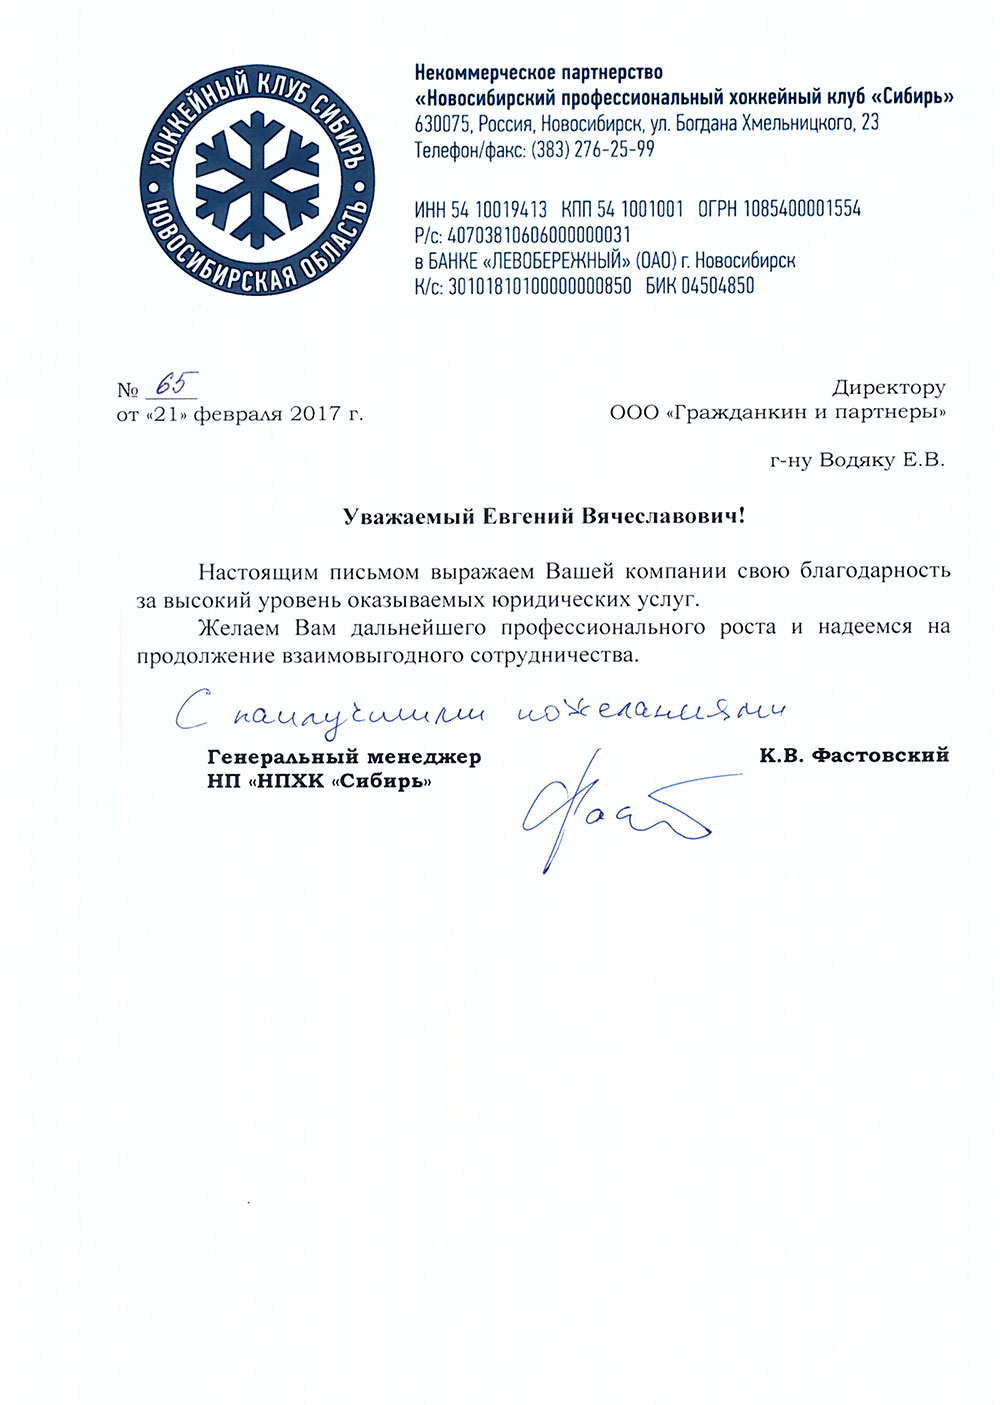 ХОККЕЙНЫЙ КЛУБ СИБИРЬ
НОВОСИБИРСКАЯ ОБЛАСТЬ
Некоммерческое партнерство
«Новосибирский профессиональный хоккейный клуб «Сибирь»
630075, Россия, Новосибирск, ул. Богдана Хмельницкого, 23
Телефон/факс: (383) 276-25-99
ИНН 54 10019413 КПП 54 1001001 ОГРН 1085400001554
Р/с: 40703810606000000031
в БАНКЕ «ЛЕВОБЕРЕЖНЫЙ» (ОАО) г. Новосибирск
К/с: 30101810100000000850 БИК 04504850
№ 65
от «21» февраля 2017 г.
Директору
ООО «Гражданкин и партнеры»
г-ну Водяку Е.В.
Уважаемый Евгений Вячеславович!
Настоящим письмом выражаем Вашей компании свою благодарность
за высокий уровень оказываемых юридических услуг.
Желаем Вам дальнейшего профессионального роста и надеемся на
продолжение взаимовыгодного сотрудничества.
С наилучшими пожеланиями
Генеральный менеджер
НП «НПХК «Сибирь»
К.В. Фастовский